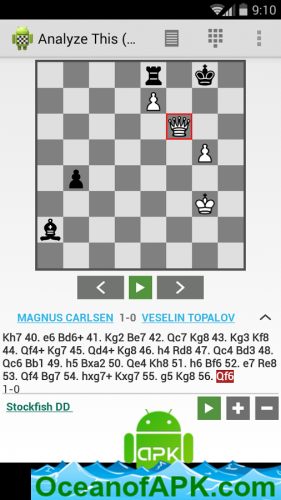 9:10
Analyze This (...
MAGNUS CARLSEN 1-0 VESELIN TOPALOV
Kh7 40. e6 Bd6+ 41. Kg2 Be7 42. Qc7 Kg8 43. Kg3 Kf8
44. Qf4+ Kg7 45. Qd4+ Kg8 46. h4 Rd8 47. Qc4 Bd3 48.
Qc6 Bb1 49. h5 Bxa2 50. Qe4 Kh8 51. h6 Bf6 52. e7 Re8
53. Qf4 Bg7 54. hxg7+ Kxg7 55. g5 Kg8 56. Qf6
1-0
Stockfish DD
APK
OceanofAPK.com